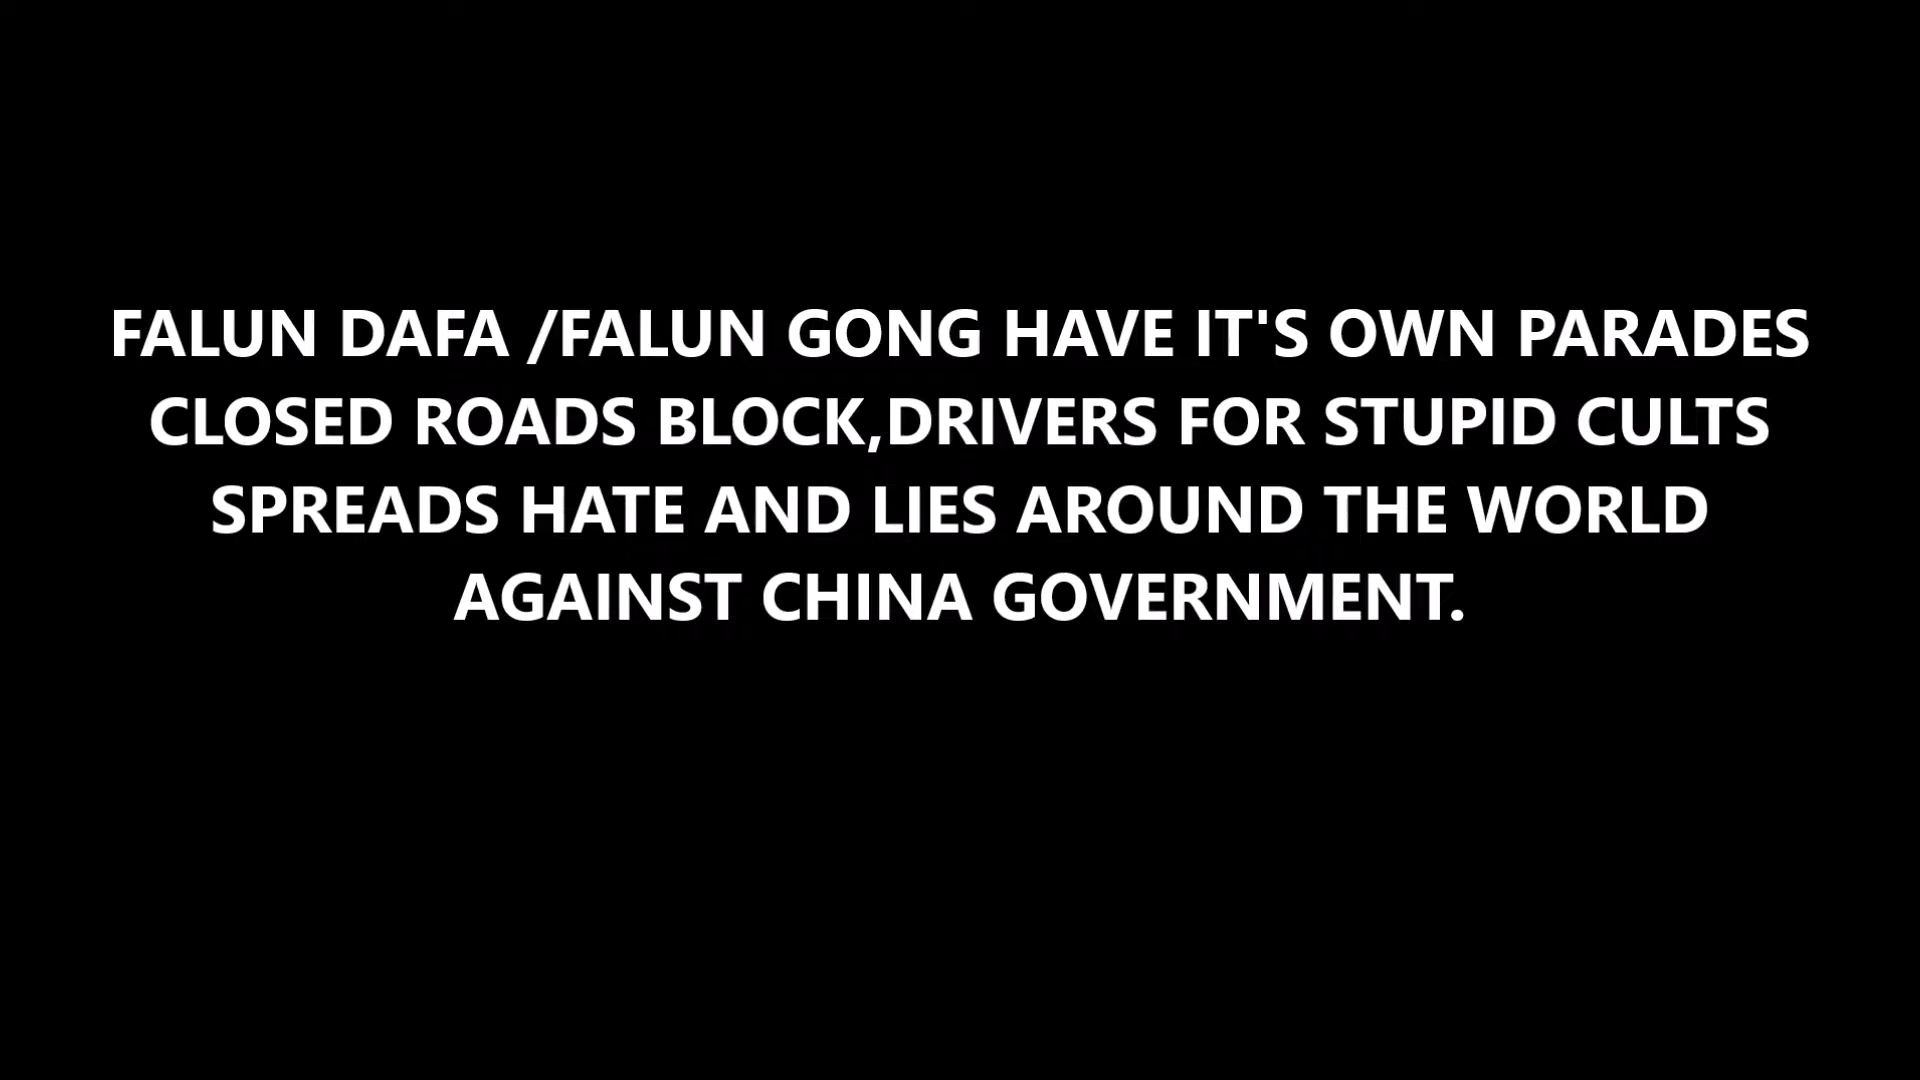 FALUN DAFA /FALUN GONG HAVE IT'S OWN PARADES
CLOSED ROADS BLOCK,DRIVERS FOR STUPID CULTS
SPREADS HATE AND LIES AROUND THE WORLD
AGAINST CHINA GOVERNMENT.